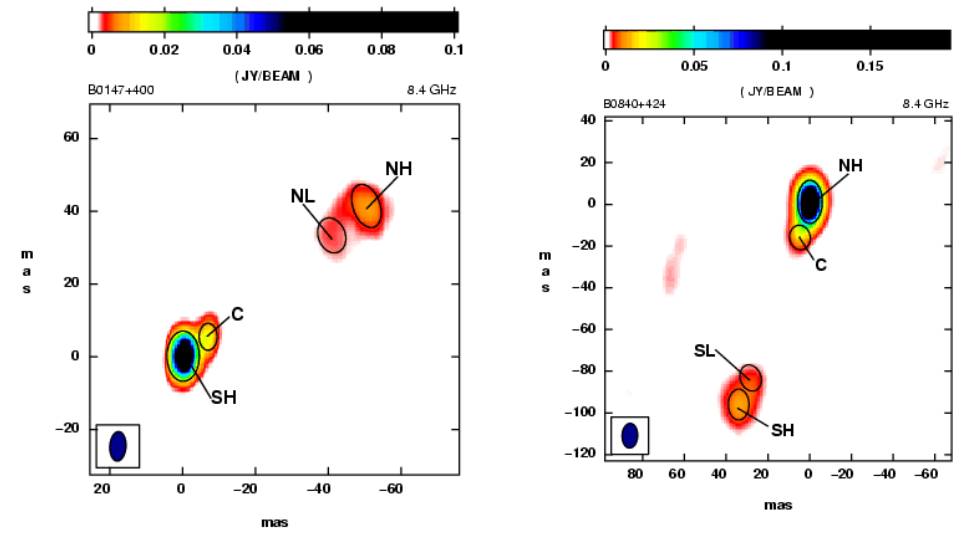 0 0.02 0.04 0.06 0.08 0.1
( JY/BEAM )
B0147+400 8.4 GHz
60
40
20
0
−20
20 0 −20 −40 −60
mas
m
a
s
NH
NL
C
SH
0 0.05 0.1 0.15
( JY/BEAM )
B0840+424 8.4 GHz
40
20
0
−20
−40
−60
−80
−100
−120
80 60 40 20 0 −20 −40 −60
mas
m
a
s
NH
C
SL
SH